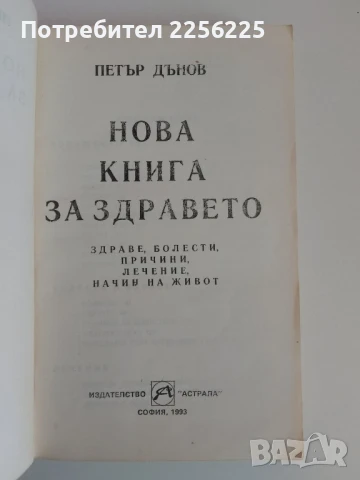 Потребител 2256225
ПЕТЪР ДЪНОВ
НОВА
КНИГА
ЗА ЗДРАВЕТО
ЗДРАВЕ, БОЛЕСТИ,
ПРИЧИНИ,
ЛЕЧЕНИЕ,
НАЧИН НА ЖИВОТ
ИЗДАТЕЛСТВО "АСТРАЛА"
СОФИЯ, 1993
BAZAR